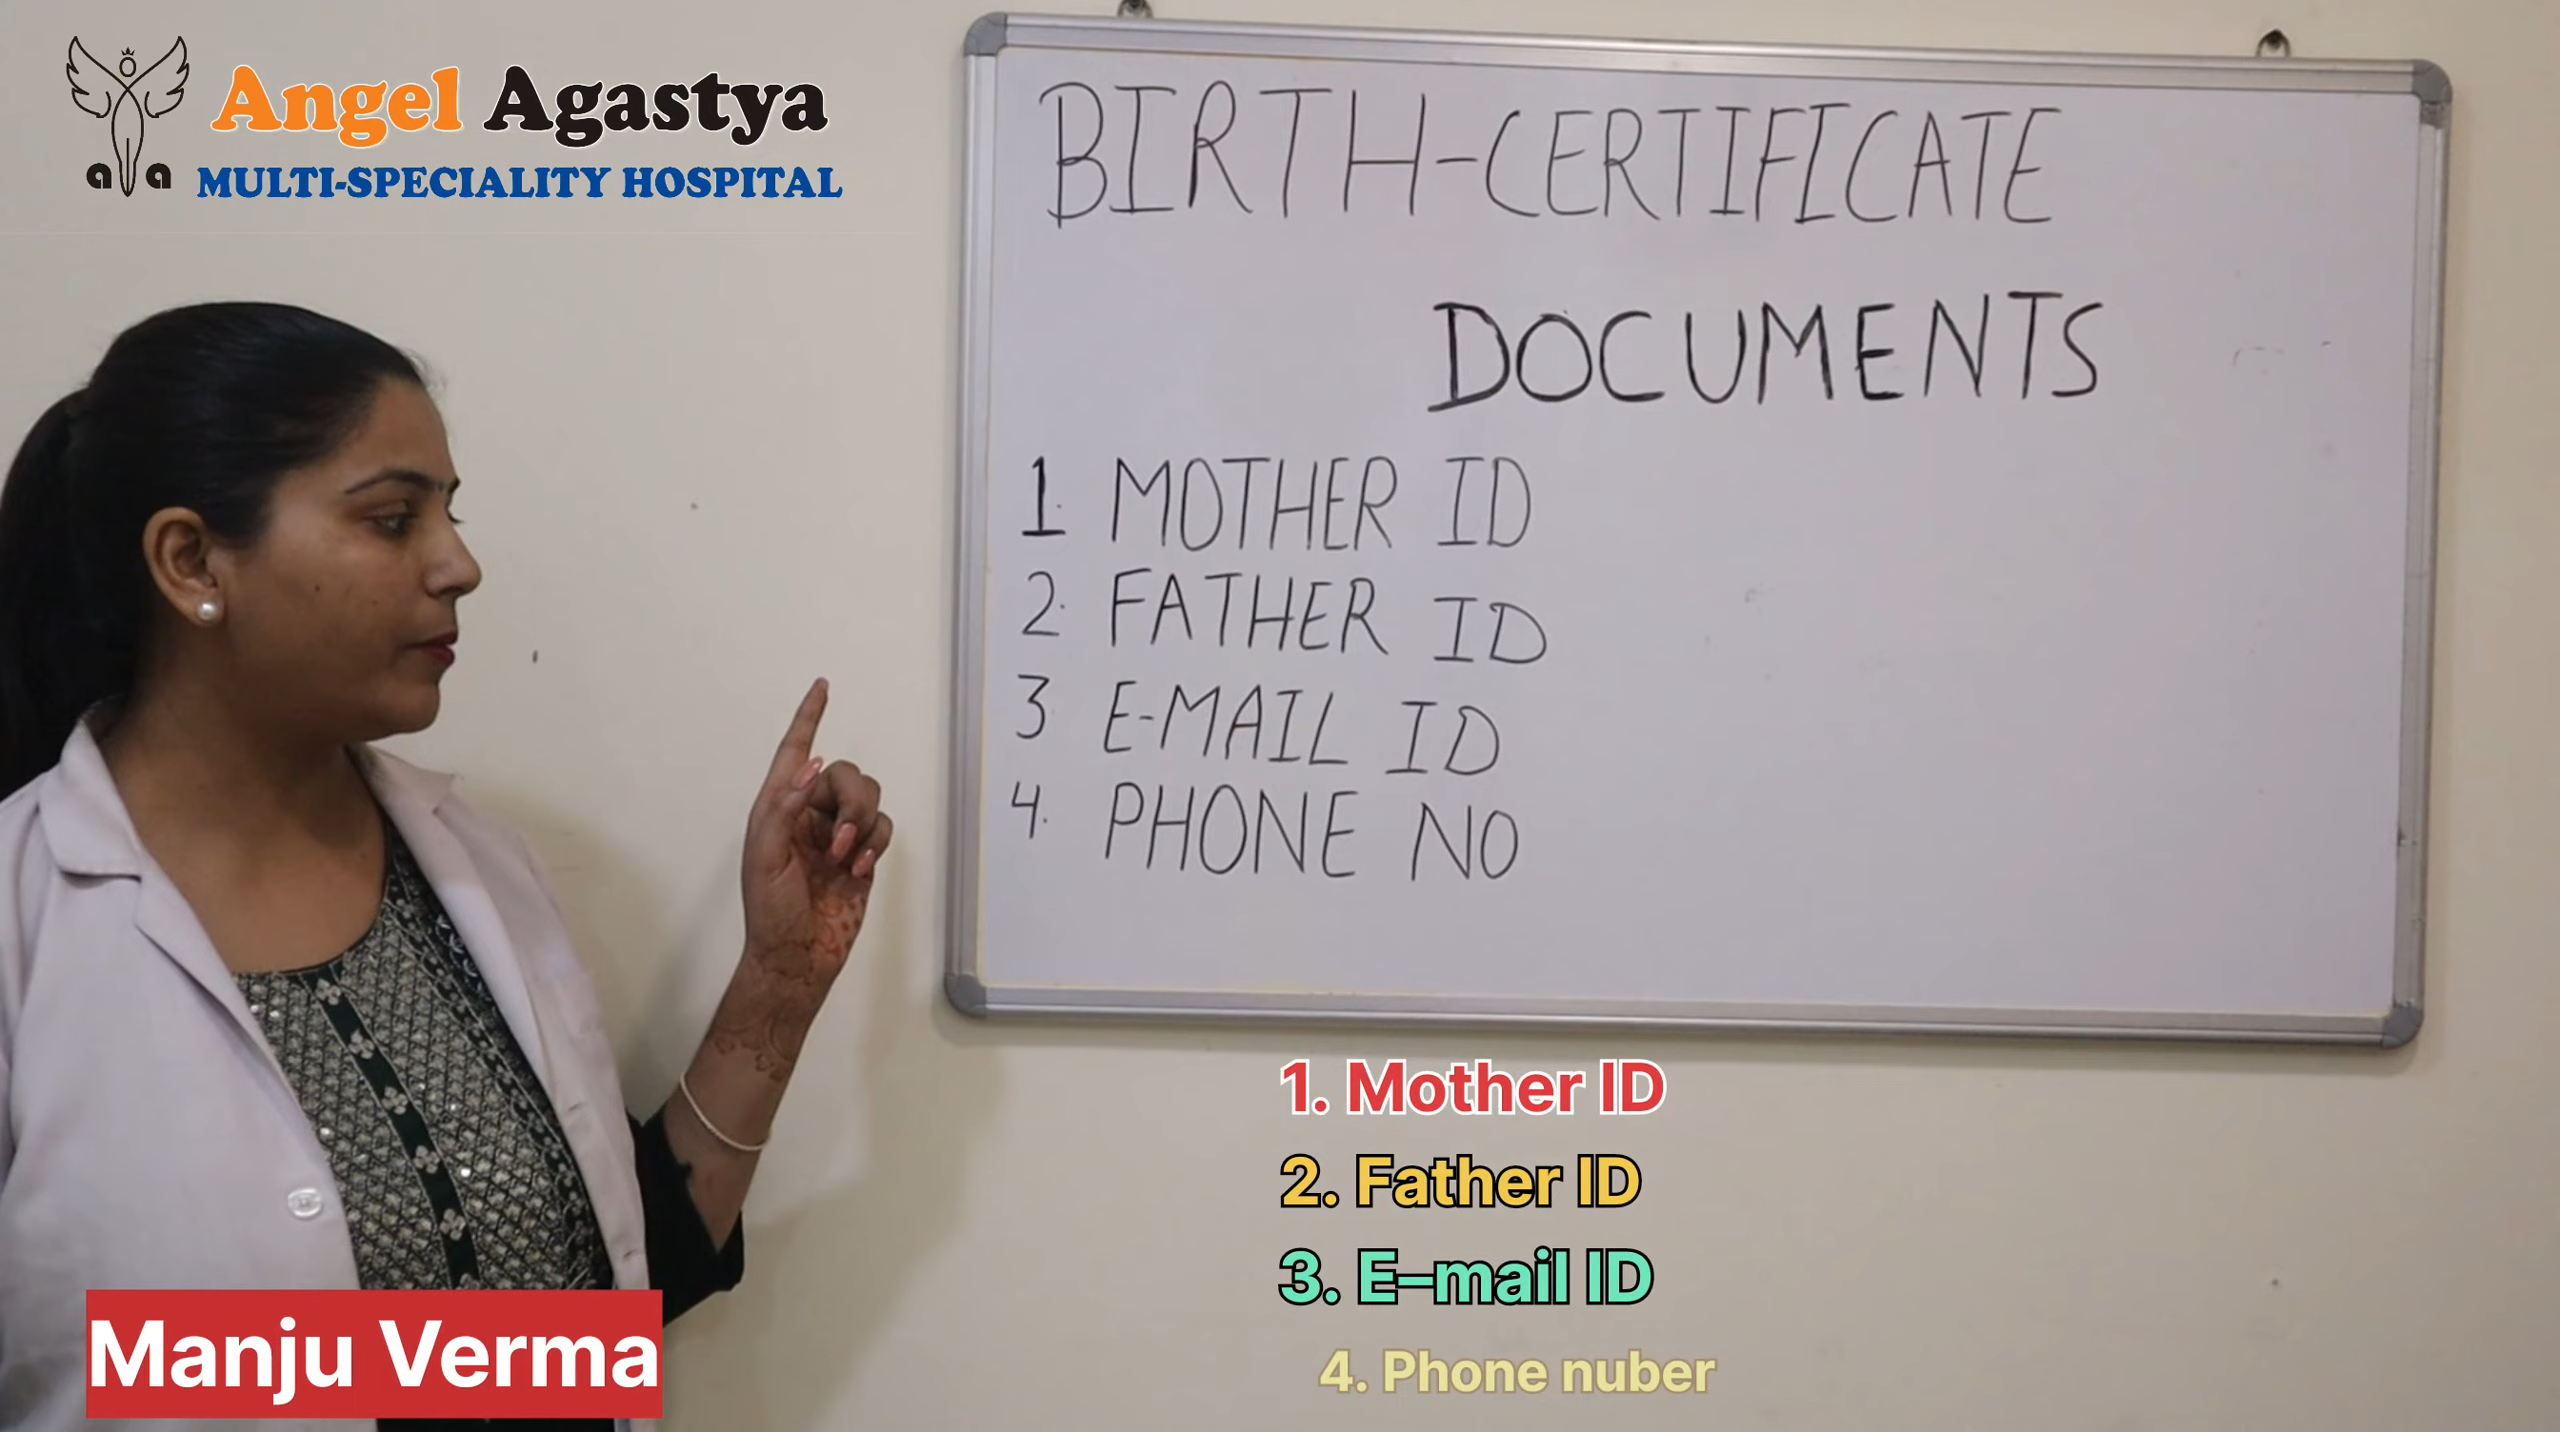 Angel Agastya
MULTI-SPECIALITY HOSPITAL
a a
BIRTH-CERTIFICATE
DOCUMENTS
1. MOTHER ID
2. FATHER ID
3 E-MAIL ID
4. PHONE NO
1. Mother ID
2. Father ID
3. E–mail ID
4. Phone nuber
Manju Verma